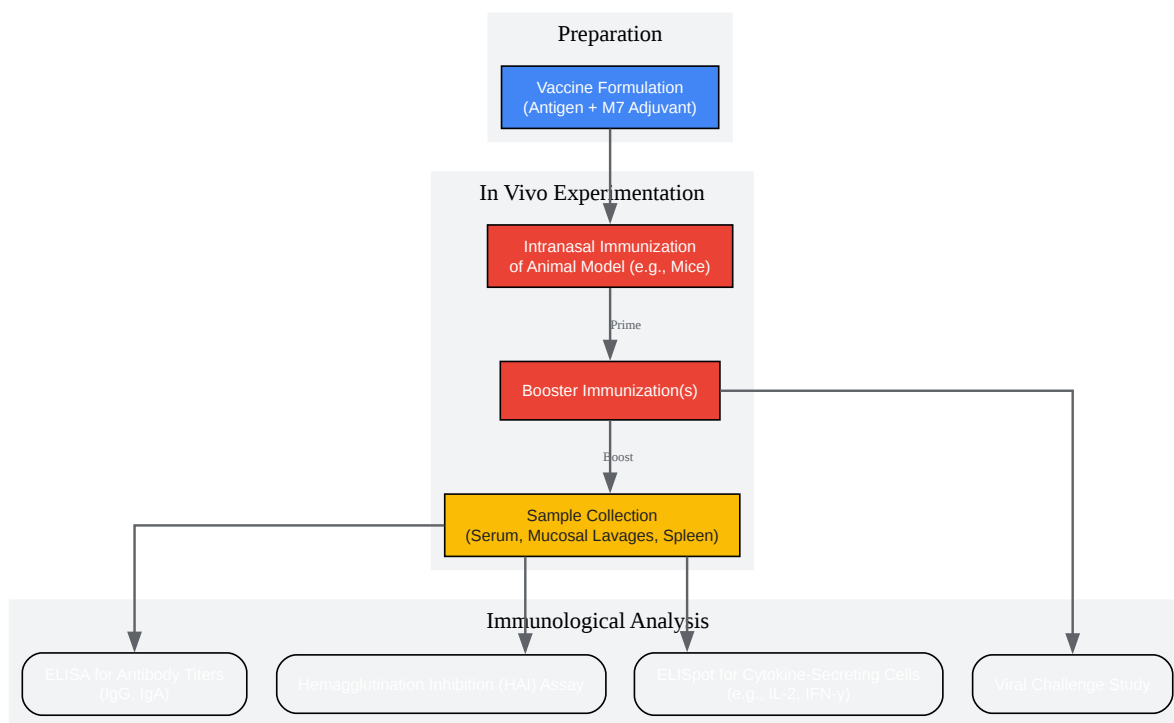 Preparation
Vaccine Formulation
(Antigen + M7 Adjuvant)
In Vivo Experimentation
Intranasal Immunization
of Animal Model (e.g., Mice)
Prime
Booster Immunization(s)
Boost
Sample Collection
(Serum, Mucosal Lavages, Spleen)
Immunological Analysis
ELISA for Antibody Titers
(IgG, IgA)
Hemagglutination Inhibition (HAI) Assay
ELISpot for Cytokine-Secreting Cells
(e.g., IL-2, IFN-γ)
Viral Challenge Study